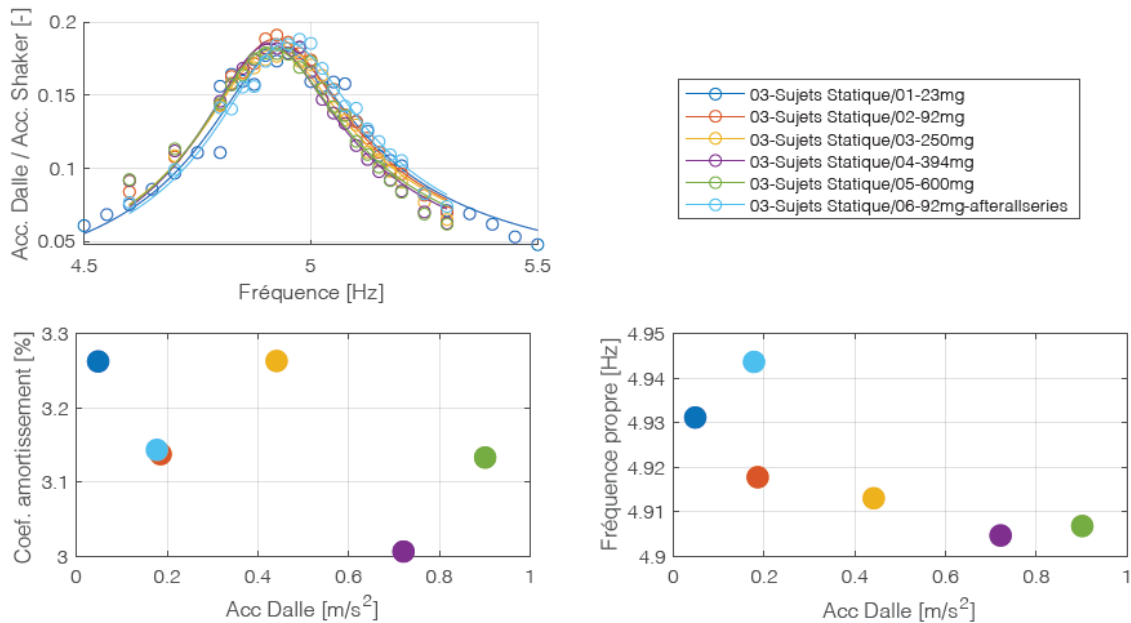 Acc. Dalle / Acc. Shaker [-]
0.2
0.15
0.1
0.05
4.5
5
5.5
Fréquence [Hz]
03-Sujets Statique/01-23mg
03-Sujets Statique/02-92mg
03-Sujets Statique/03-250mg
03-Sujets Statique/04-394mg
03-Sujets Statique/05-600mg
03-Sujets Statique/06-92mg-afterallseries
Coef. amortissement [%]
3.3
3.2
3.1
3
0
0.2
0.4
0.6
0.8
1
Acc Dalle [m/s²]
Fréquence propre [Hz]
4.95
4.94
4.93
4.92
4.91
4.9
0
0.2
0.4
0.6
0.8
1
Acc Dalle [m/s²]